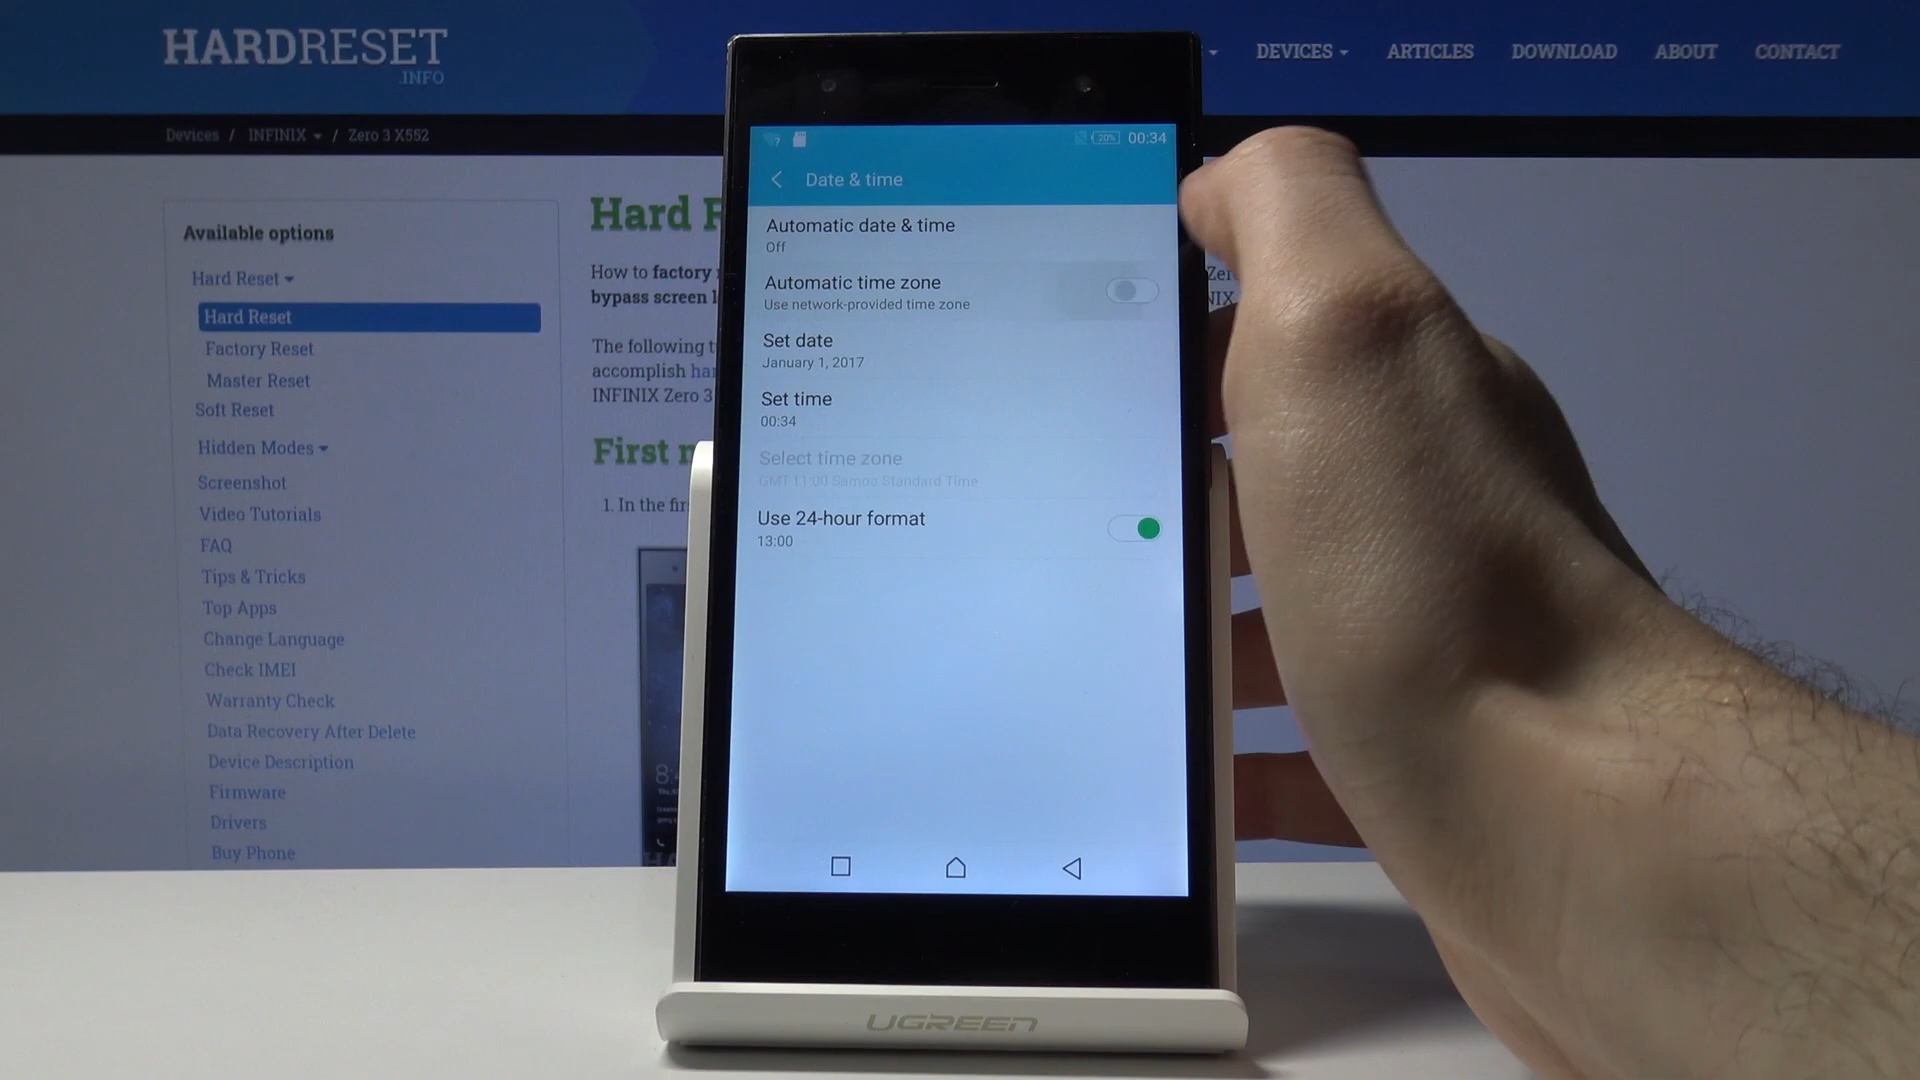 HARDRESET
.INFO
DEVICES
ARTICLES
DOWNLOAD
ABOUT
CONTACT
Devices / INFINIX / Zero 3 X552
Available options
Hard Reset
Hard Reset
Factory Reset
Master Reset
Soft Reset
Hidden Modes
Screenshot
Video Tutorials
FAQ
Tips & Tricks
Top Apps
Change Language
Check IMEI
Warranty Check
Data Recovery After Delete
Device Description
Firmware
Drivers
Buy Phone
Hard
How to factory
bypass screen
The following
accomplish
INFINIX Zero 3
First
1. In the
20% 00:34
Date & time
Automatic date & time
Off
Automatic time zone
Use network-provided time zone
Set date
January 1, 2017
Set time
00:34
Select time zone
Samoa Standard Time
Use 24-hour format
13:00
UGREEN